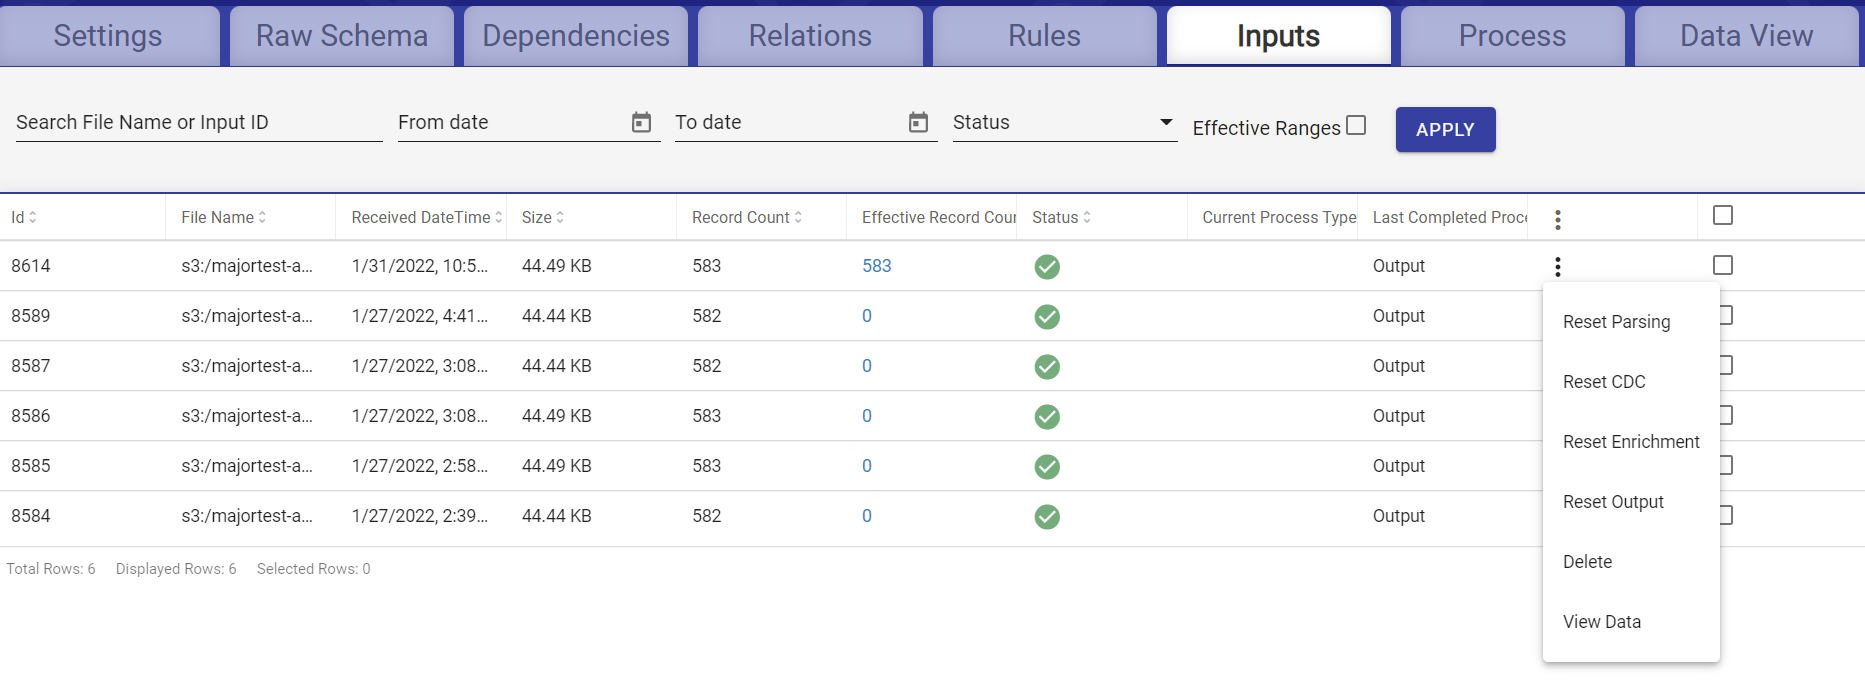 Settings Raw Schema Dependencies Relations Rules Inputs Process Data View
Search File Name or Input ID From date To date Status Effective Ranges APPLY
Id File Name Received DateTime Size Record Count Effective Record Cour Status Current Process Type Last Completed Proce
8614 s3:/majortest-a... 1/31/2022, 10:5... 44.49 KB 583 583 Output
8589 s3:/majortest-a... 1/27/2022, 4:41... 44.44 KB 582 0 Output
8587 s3:/majortest-a... 1/27/2022, 3:08... 44.44 KB 582 0 Output
8586 s3:/majortest-a... 1/27/2022, 3:08... 44.49 KB 583 0 Output
8585 s3:/majortest-a... 1/27/2022, 2:58... 44.49 KB 583 0 Output
8584 s3:/majortest-a... 1/27/2022, 2:39... 44.44 KB 582 0 Output
Reset Parsing
Reset CDC
Reset Enrichment
Reset Output
Delete
View Data
Total Rows: 6 Displayed Rows: 6 Selected Rows: 0